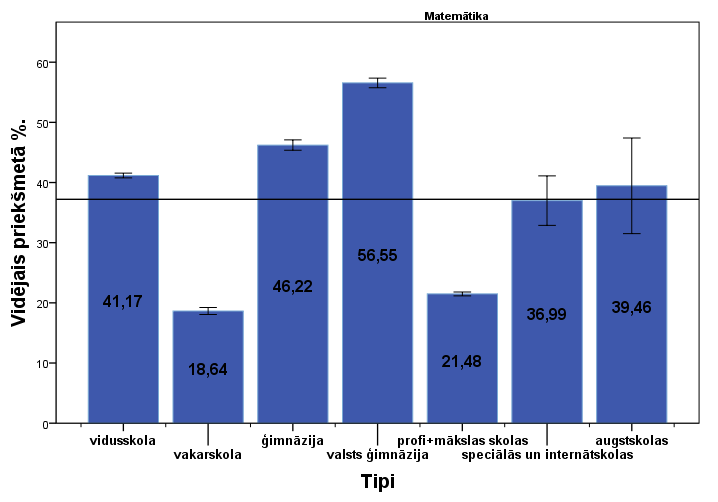 Matemātika
Vidējais priekšmetā %.
60
50
40
30
20
10
0
41,17
18,64
46,22
56,55
21,48
36,99
39,46
vidusskola
vakarskola
ģimnāzija
valsts ģimnāzija
profi+mākslas skolas
speciālās un internātskolas
augstskolas
Tipi